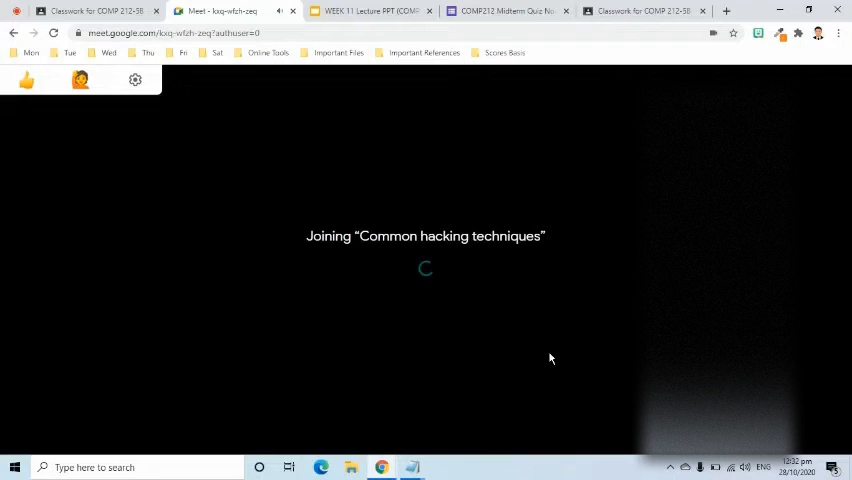 Classwork for COMP 212-58
Meet - kxq-wfzh-zeq
WEEK 11 Lecture PPT (COMP
COMP212 Midterm Quiz No-
Classwork for COMP 212-58
meet.google.com/kxq-wfzh-zeq?authuser=0
Mon
Tue
Wed
Thu
Fri
Sat
Online Tools
Important Files
Important References
Scores Basis
Joining “Common hacking techniques”
Type here to search
ENG
12:32 pm
28/10/2020
5